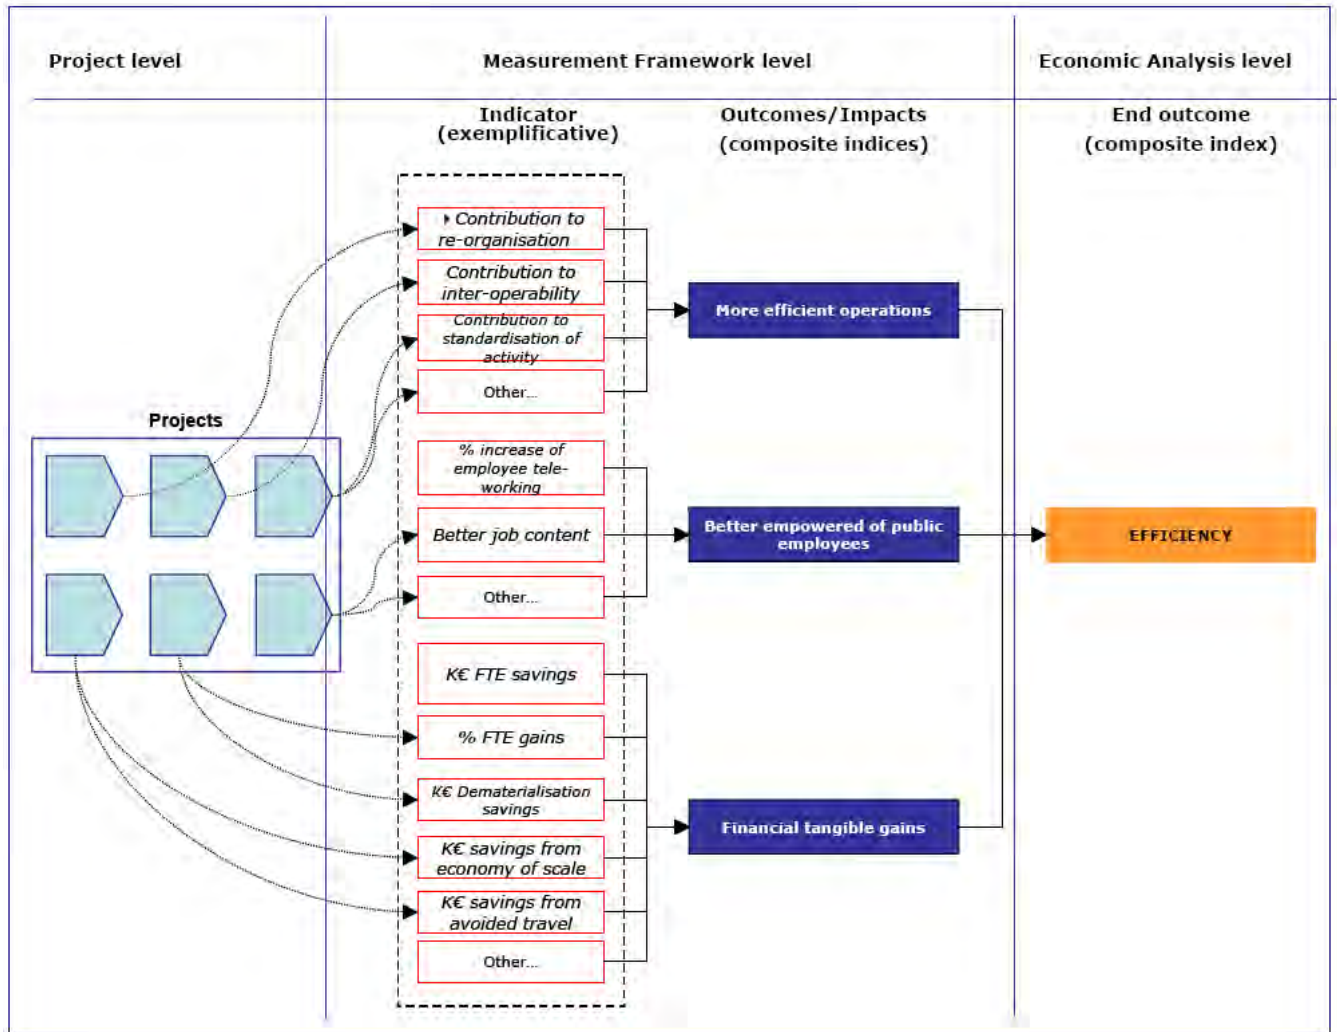 Project level
Measurement Framework level
Economic Analysis level
Indicator
(exemplificative)
Outcomes/Impacts
(composite indices)
End outcome
(composite index)
Contribution to
re-organisation
Contribution to
inter-operability
Contribution to
standardisation of
activity
Other...
More efficient operations
Projects
% increase of
employee tele-
working
Better job content
Other...
Better empowered of public
employees
EFFICIENCY
K€ FTE savings
% FTE gains
K€ Dematerialisation
savings
K€ savings from
economy of scale
K€ savings from
avoided travel
Other...
Financial tangible gains